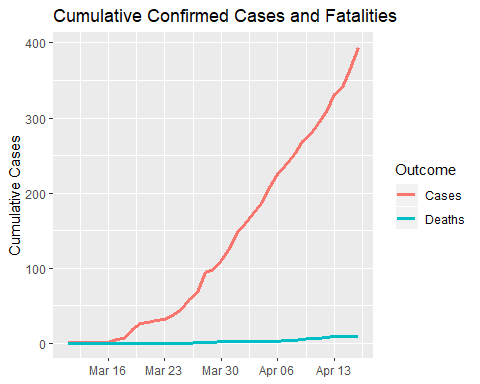 Cumulative Confirmed Cases and Fatalities
Cumulative Cases
400
300
200
100
0
Mar 16 Mar 23 Mar 30 Apr 06 Apr 13
Outcome
Cases
Deaths